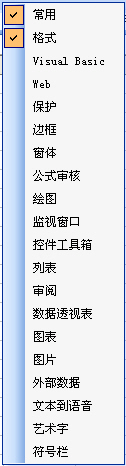 常用
格式
Visual Basic
Web
保护
边框
窗体
公式审核
绘图
监视窗口
控件工具箱
列表
审阅
数据透视表
图表
图片
外部数据
文本到语音
艺术字
符号栏